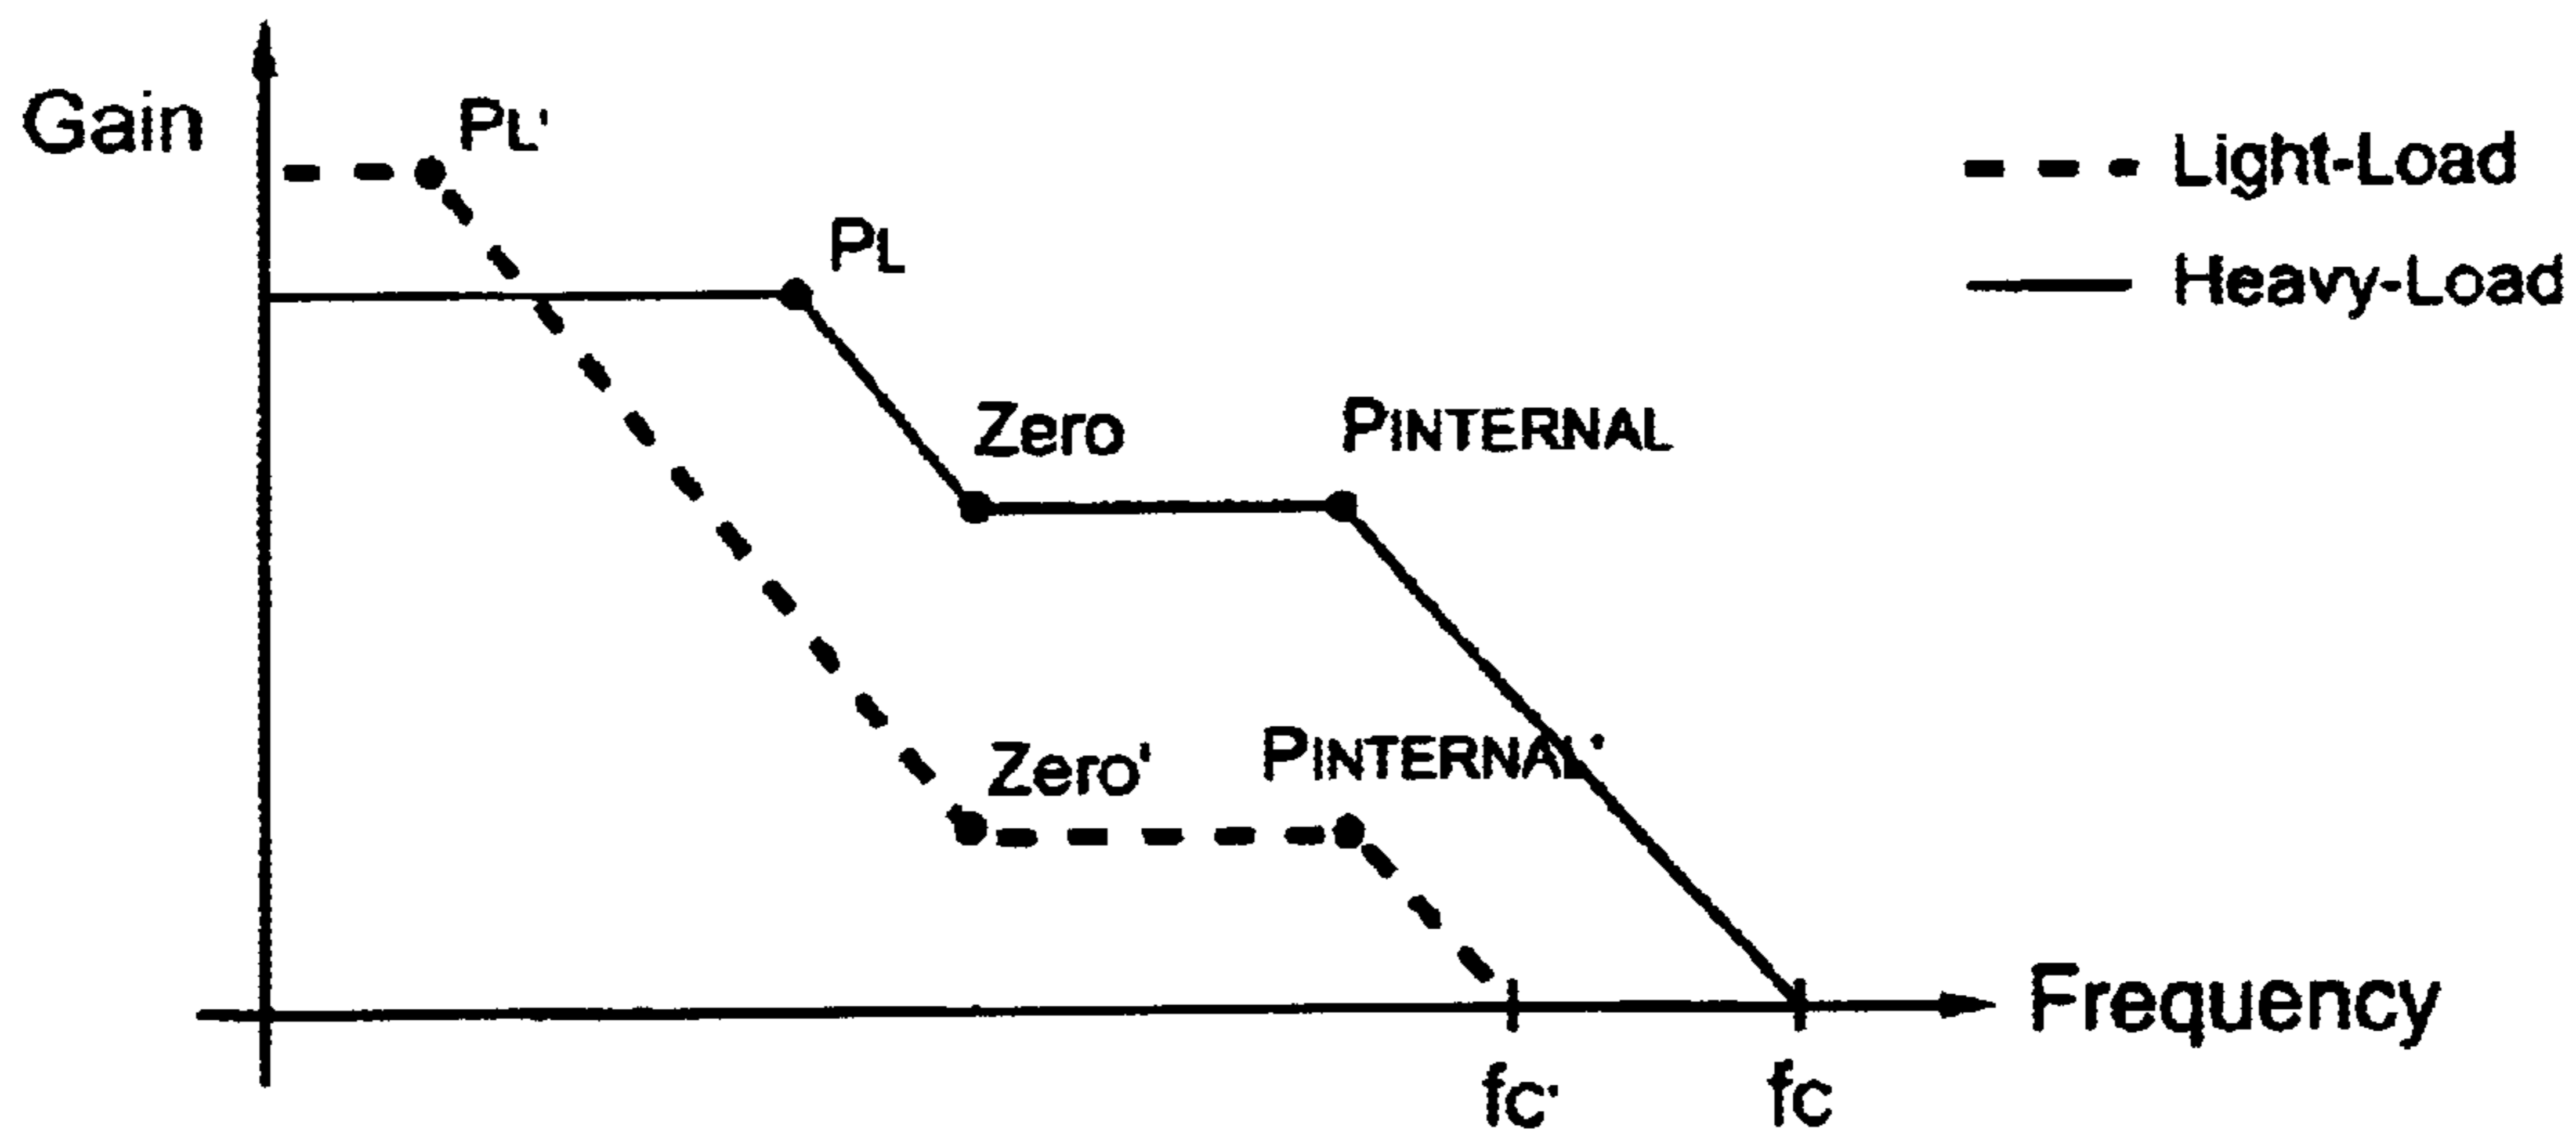 Gain
PL'
Light-Load
PL
Heavy-Load
Zero
PINTERNAL
Zero'
PINTERNAL'
Frequency
fc'
fc